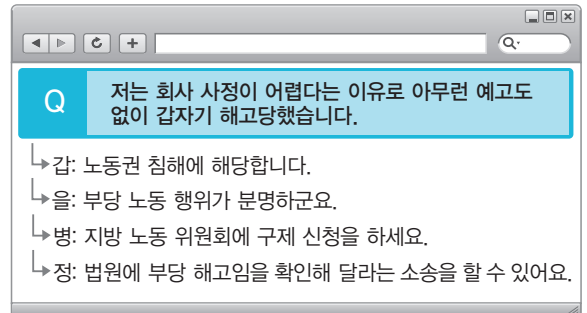 Q
저는 회사 사정이 어렵다는 이유로 아무런 예고도
없이 갑자기 해고당했습니다.
갑: 노동권 침해에 해당합니다.
을: 부당 노동 행위가 분명하군요.
병: 지방 노동 위원회에 구제 신청을 하세요.
정: 법원에 부당 해고임을 확인해 달라는 소송을 할 수 있어요.